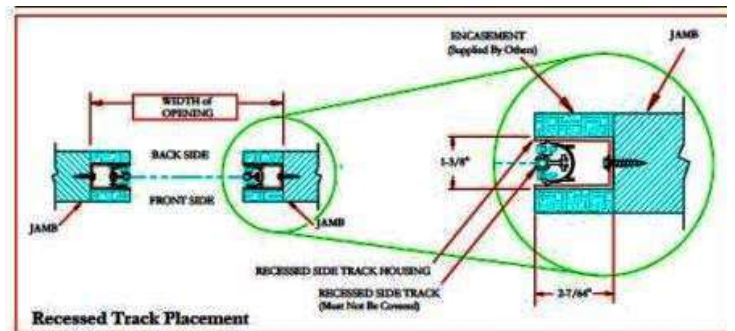 ENCASEMENT
(Supplied By Others)
JAMB
WIDTH of
OPENING
BACK SIDE
1-3/8"
FRONT SIDE
JAMB
JAMB
RECESSED SIDE TRACK HOUSING
RECESSED SIDE TRACK
(Must Not Be Covered)
2-7/64"
Recessed Track Placement